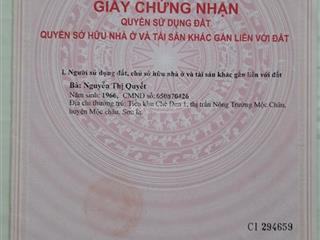 GIẤY CHỨNG NHẬN
QUYỀN SỬ DỤNG ĐẤT
QUYỀN SỞ HỮU NHÀ Ở VÀ TÀI SẢN KHÁC GẮN LIỀN VỚI ĐẤT
I. Người sử dụng đất, chủ sở hữu nhà ở và tài sản khác gắn liền với đất
Bà: Nguyễn Thị Quyết
Năm sinh: 1966, CMND số: 050870426
Địa chỉ thường trú: Tiểu khu Chè Đen 1, thị trấn Nông Trường Mộc Châu,
huyện Mộc châu, Sơn la.
CI 294659